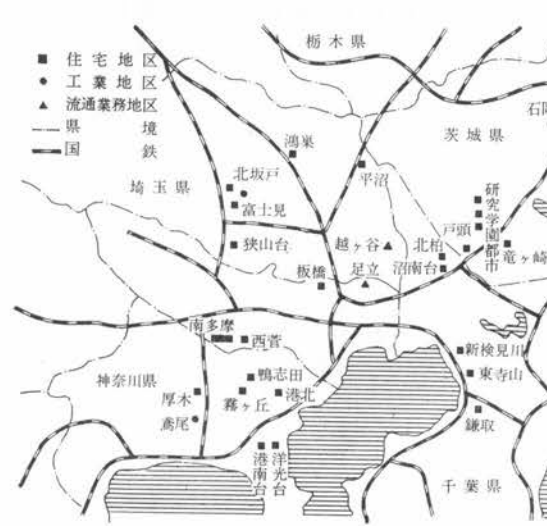 栃木県
■ 住宅地区
● 工業地区
▲ 流通業務地区
県境
国鉄
石
茨城県
鴻巣
平沼
北坂戸
埼玉県
富士見
研究学園都市
戸頭
狭山台
越ヶ谷
北柏
竜ヶ崎
沼南台
板橋
足立
南多摩
西菅
新検見川
鴨志田
東寺山
神奈川県
厚木
霧ヶ丘
港北
鎌取
鳶尾
港南台
洋光台
千葉県